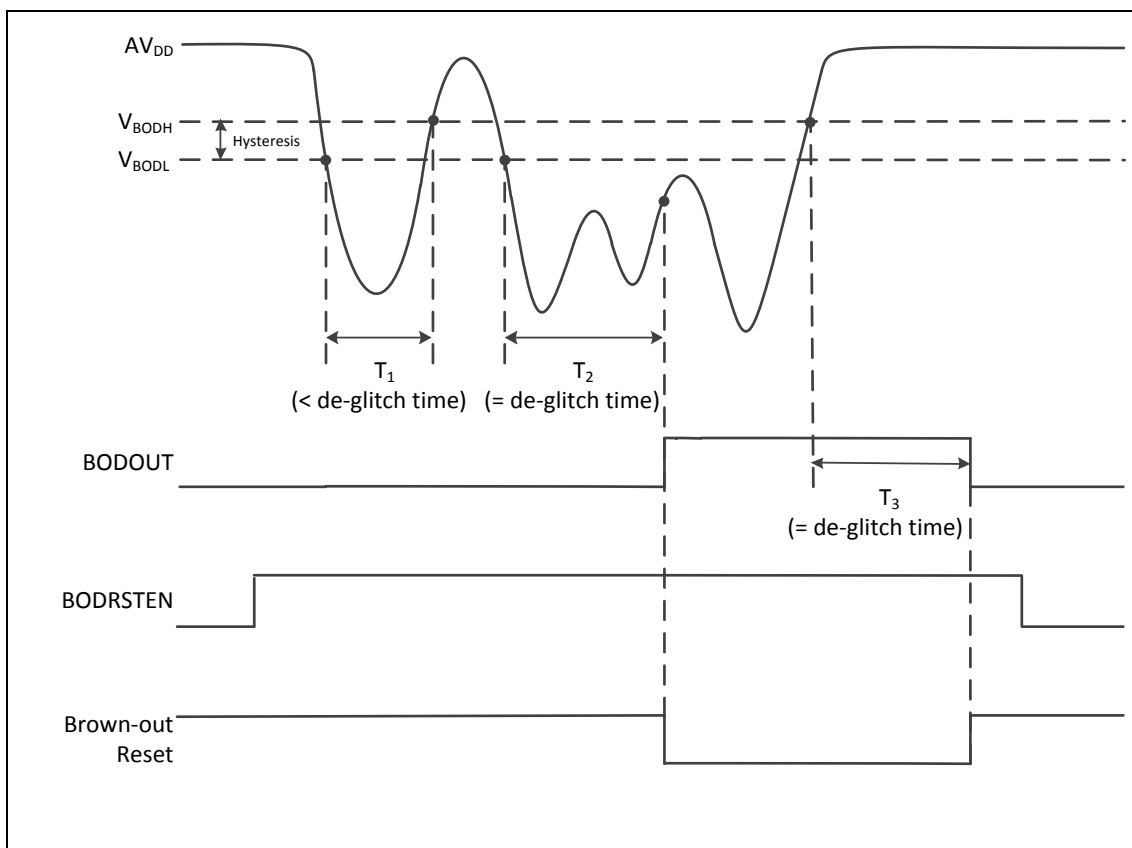 AVDD
VBODH
Hysteresis
VBODL
T1
(< de-glitch time)
T2
(= de-glitch time)
BODOUT
T3
(= de-glitch time)
BODRSTEN
Brown-out
Reset